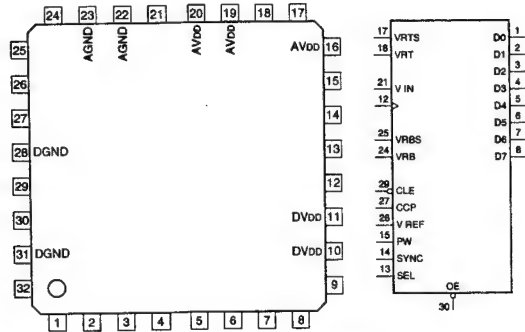 24 23 22 21 20 19 18 17
AGND AGND AVDD AVDD
25 AVDD 16
26 15
27 14
28 DGND 13
29 12
30 DVDD 11
31 DGND DVDD 10
32 9
1 2 3 4 5 6 7 8
17 VRTS D0 1
18 VRT D1 2
D2 3
21 V IN D3 4
12 D4 5
D5 6
25 VRBS D6 7
24 VRB D7 8
29 CLE
27 CCP
26 V REF
15 PW
14 SYNC
13 SEL
OE
30